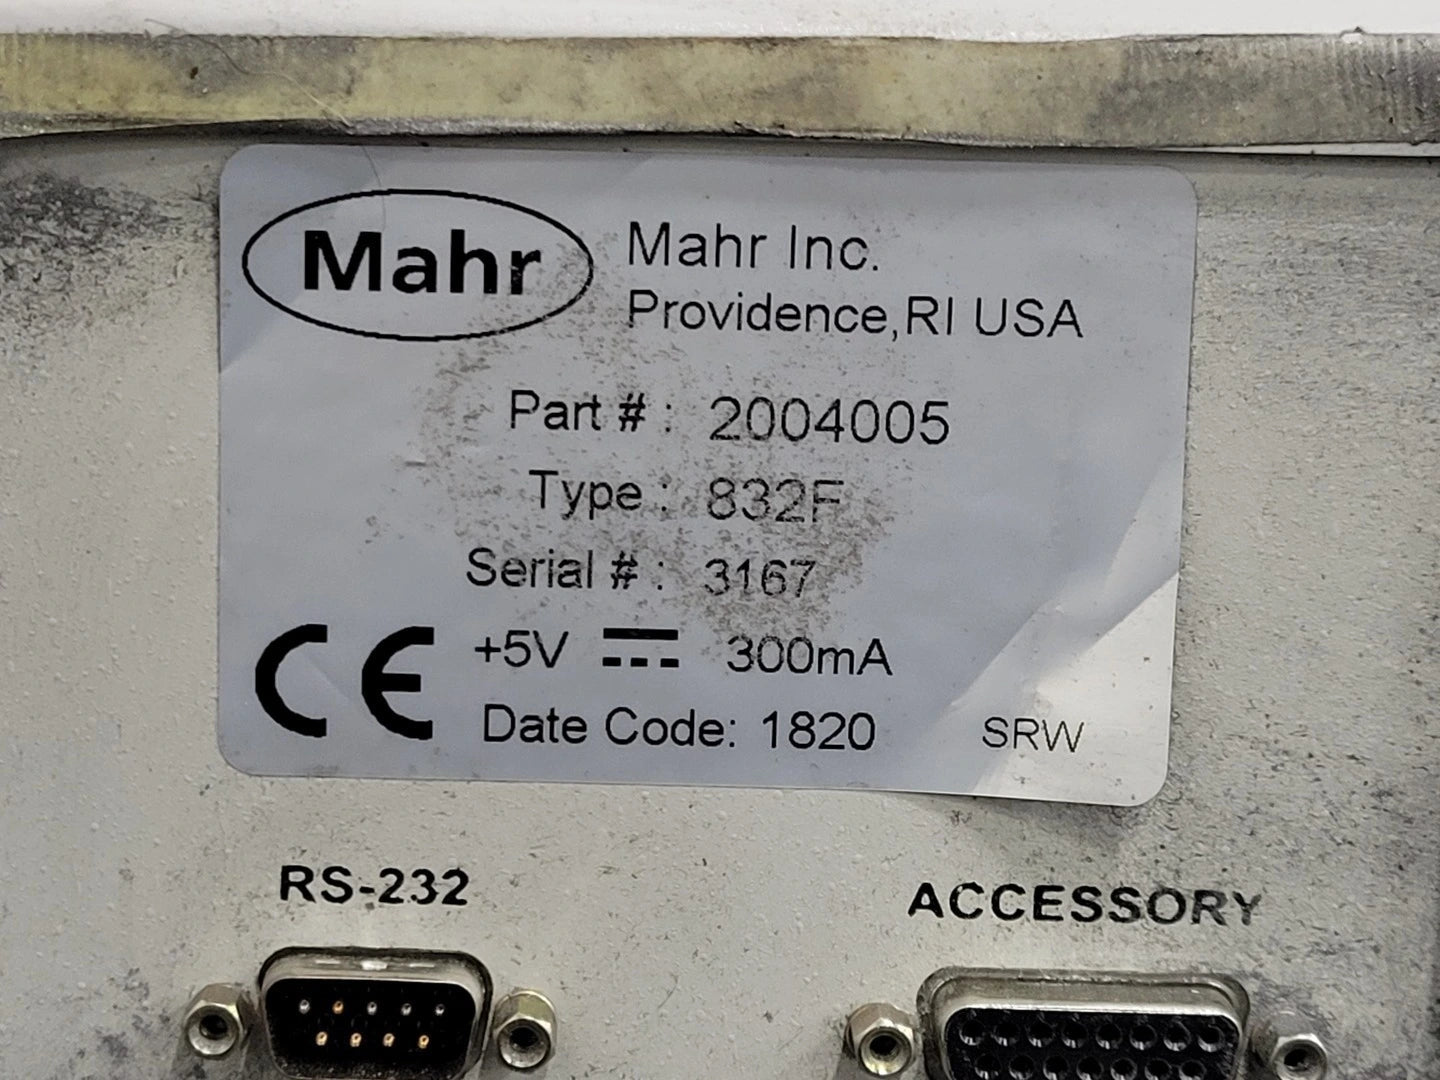 Mahr
Mahr Inc.
Providence,RI USA
Part # : 2004005
Type : 832F
Serial # : 3167
CE +5V ⎓ 300mA
Date Code: 1820 SRW
RS-232
ACCESSORY